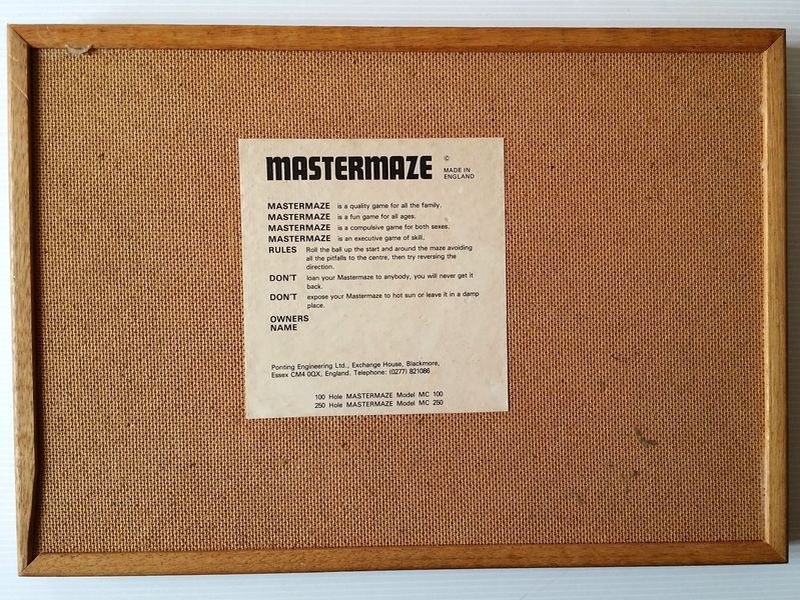 MASTERMAZE ©
MADE IN
ENGLAND
MASTERMAZE is a quality game for all the family.
MASTERMAZE is a fun game for all ages.
MASTERMAZE is a compulsive game for both sexes.
MASTERMAZE is an executive game of skill.
RULES Roll the ball up the start and around the maze avoiding
all the pitfalls to the centre, then try reversing the
direction.
DON'T loan your Mastermaze to anybody, you will never get it
back.
DON'T expose your Mastermaze to hot sun or leave it in a damp
place.
OWNERS
NAME
Ponting Engineering Ltd., Exchange House, Blackmore,
Essex CM4 0QX, England. Telephone: (0277) 821086
100 Hole MASTERMAZE Model MC 100
250 Hole MASTERMAZE Model MC 250